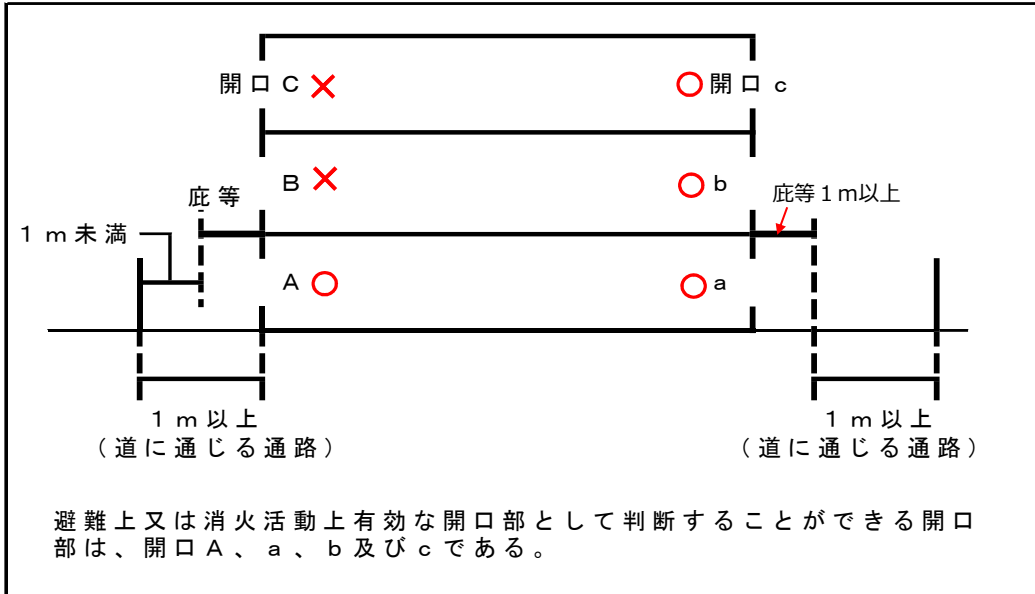 開口C 開口c
B b
庇等 庇等1m以上
1m未満
A a
1m以上 1m以上
(道に通じる通路) (道に通じる通路)
避難上又は消火活動上有効な開口部として判断することができる開口
部は、開口A、a、b及びcである。